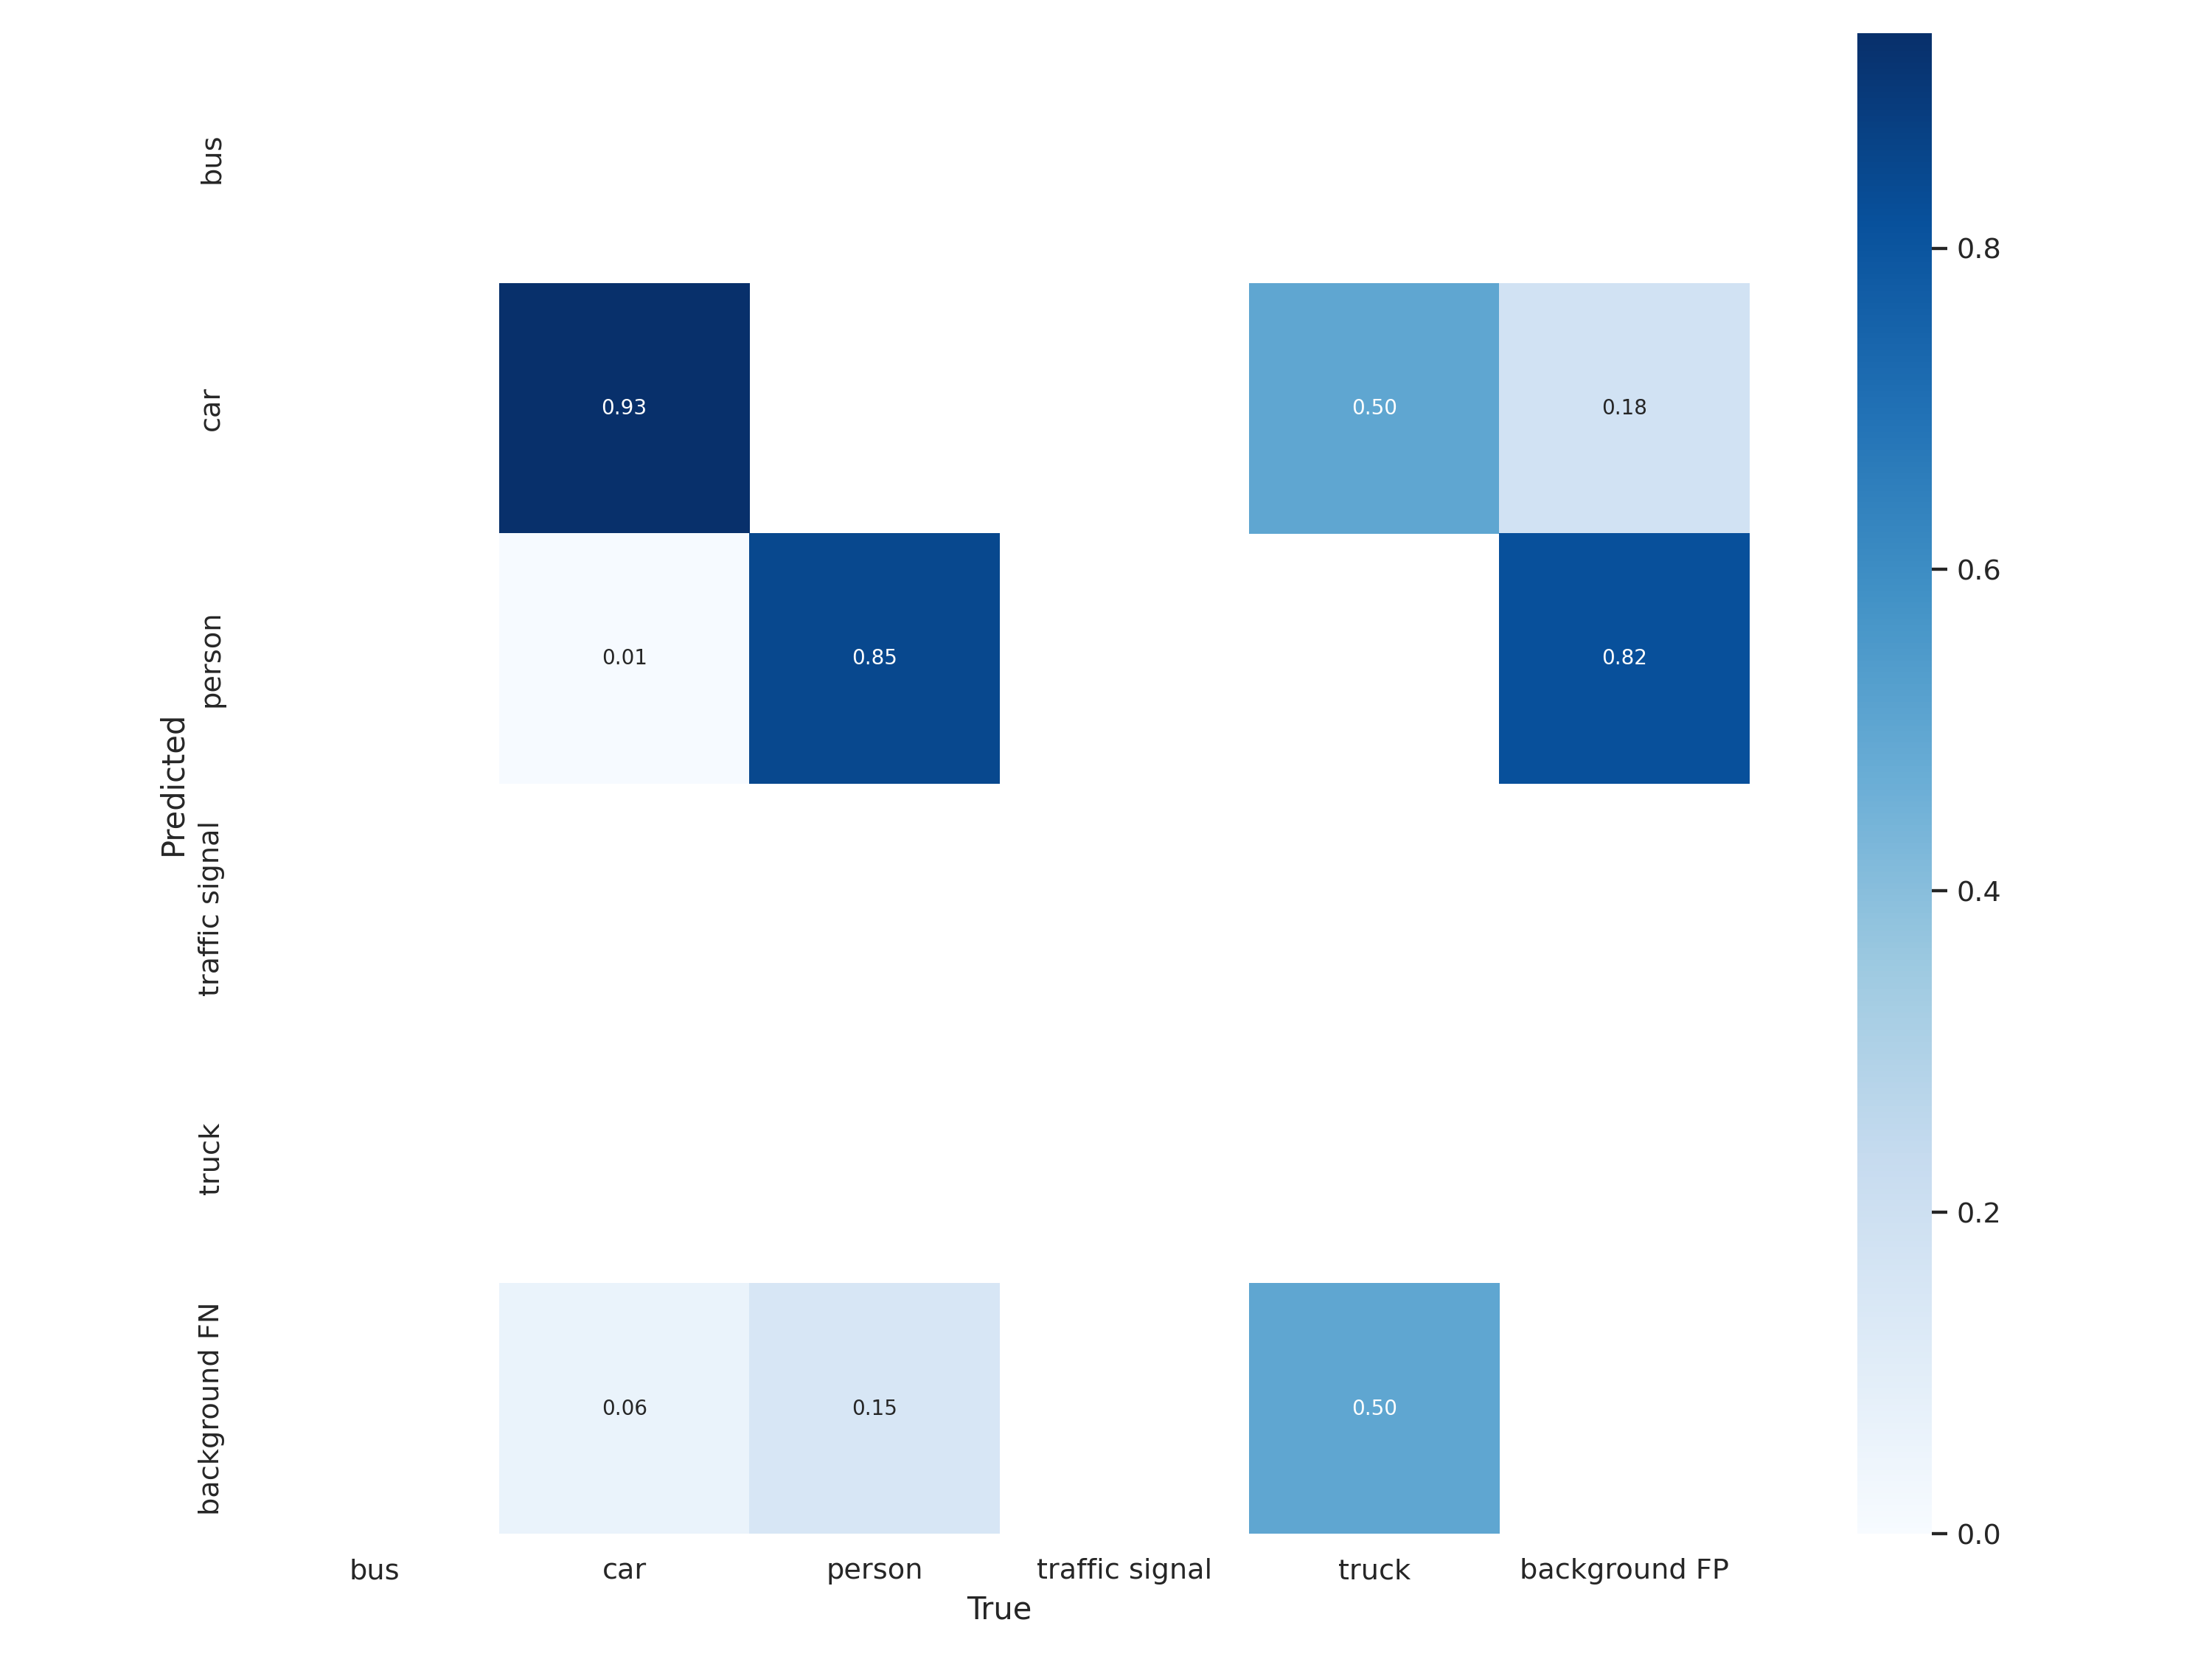 bus
car
0.93
0.50
0.18
person
0.01
0.85
0.82
Predicted
traffic signal
truck
background FN
0.06
0.15
0.50
bus
car
person
traffic signal
truck
background FP
True
0.8
0.6
0.4
0.2
0.0